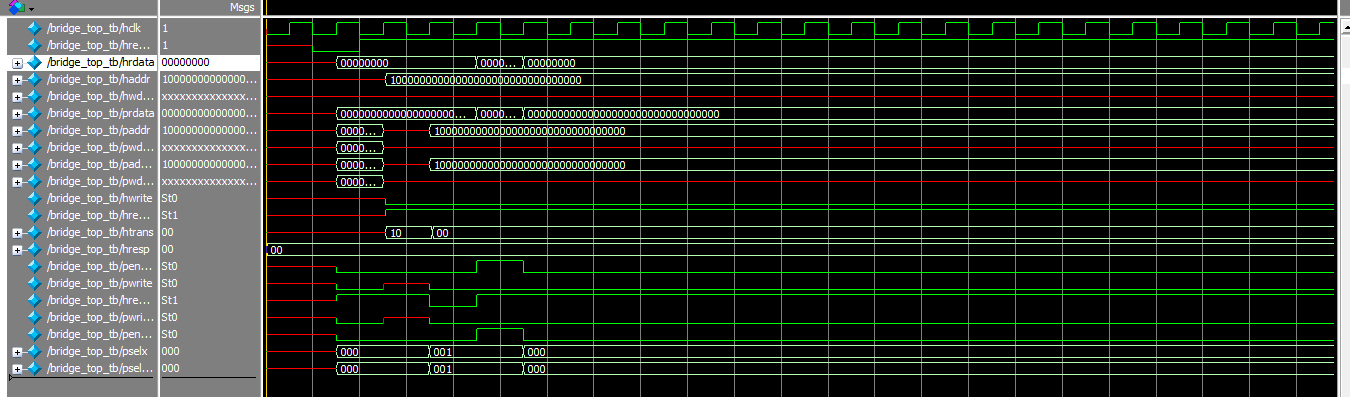 Msgs
/bridge_top_tb/hclk 1
/bridge_top_tb/hre... 1
/bridge_top_tb/hrdata 00000000 00000000 0000... 00000000
/bridge_top_tb/haddr 10000000000000... 10000000000000000000000000000000
/bridge_top_tb/hwd... xxxxxxxxxxxxxx...
/bridge_top_tb/prdata 00000000000000... 0000000000000000000... 0000... 00000000000000000000000000000000
/bridge_top_tb/paddr 10000000000000... 0000... 10000000000000000000000000000000
/bridge_top_tb/pwd... xxxxxxxxxxxxxx... 0000...
/bridge_top_tb/pad... 10000000000000... 0000... 10000000000000000000000000000000
/bridge_top_tb/pwd... xxxxxxxxxxxxxx... 0000...
/bridge_top_tb/hwrite St0
/bridge_top_tb/hre... St1
/bridge_top_tb/htrans 00 10 00
/bridge_top_tb/hresp 00 00
/bridge_top_tb/pen... St0
/bridge_top_tb/pwrite St0
/bridge_top_tb/hre... St1
/bridge_top_tb/pwri... St0
/bridge_top_tb/pen... St0
/bridge_top_tb/pselx 000 000 001 000
/bridge_top_tb/psel... 000 000 001 000